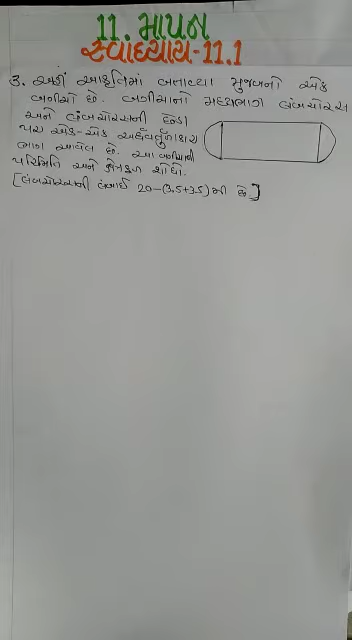 11. માપન
સ્વાધ્યાય-11.1
3. અહીં આકૃતિમાં બતાવ્યા મુજબનો એક
બગીચો છે. બગીચાનો મધ્યભાગ લંબચોરસ
અને લંબચોરસની છેડા
પર એક-એક અર્ધવર્તુળાકાર
ભાગ આવેલ છે. આ બગીચાની
પરિમિતિ અને ક્ષેત્રફળ શોધો.
[લંબચોરસની લંબાઈ 20-(3.5+3.5) મી છે]